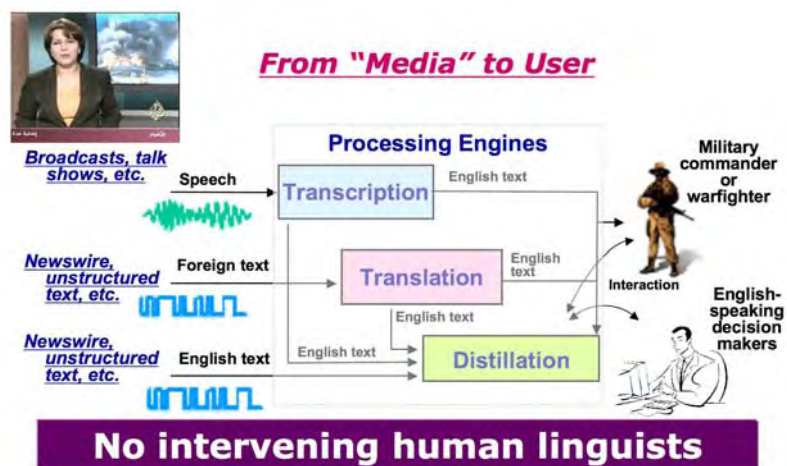 From “Media” to User
Processing Engines
Broadcasts, talk
shows, etc.
Speech
Transcription
English text
Military
commander
or
warfighter
Newswire,
unstructured
text, etc.
Foreign text
Translation
English
text
Interaction
English text
English-
speaking
decision
makers
Newswire,
unstructured
text, etc.
English text
English text
Distillation
No intervening human linguists